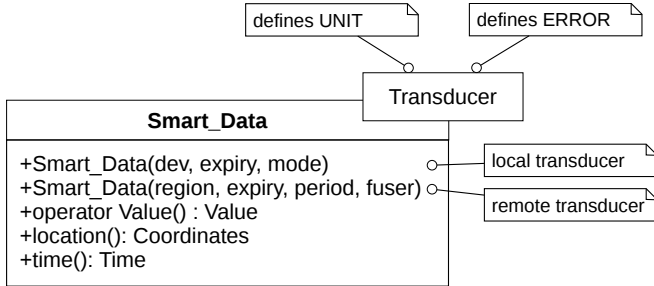 defines UNIT
defines ERROR
Transducer
Smart_Data
+Smart_Data(dev, expiry, mode)
+Smart_Data(region, expiry, period, fuser)
+operator Value() : Value
+location(): Coordinates
+time(): Time
local transducer
remote transducer